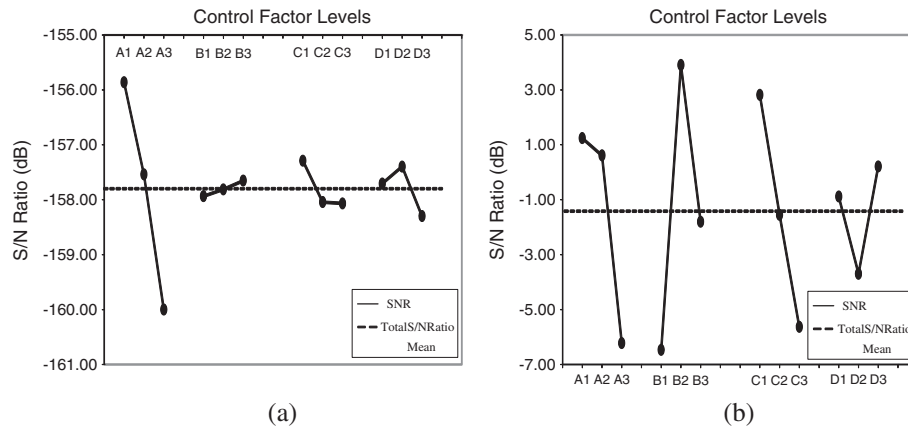 Control Factor Levels
-155.00
A1 A2 A3 B1 B2 B3 C1 C2 C3 D1 D2 D3
-156.00
-157.00
-158.00
-159.00
-160.00
-161.00
S/N Ratio (dB)
SNR
TotalS/NRatio
Mean
(a)
Control Factor Levels
5.00
3.00
1.00
-1.00
-3.00
-5.00
-7.00
S/N Ratio (dB)
SNR
TotalS/NRatio
Mean
A1 A2 A3 B1 B2 B3 C1 C2 C3 D1 D2 D3
(b)